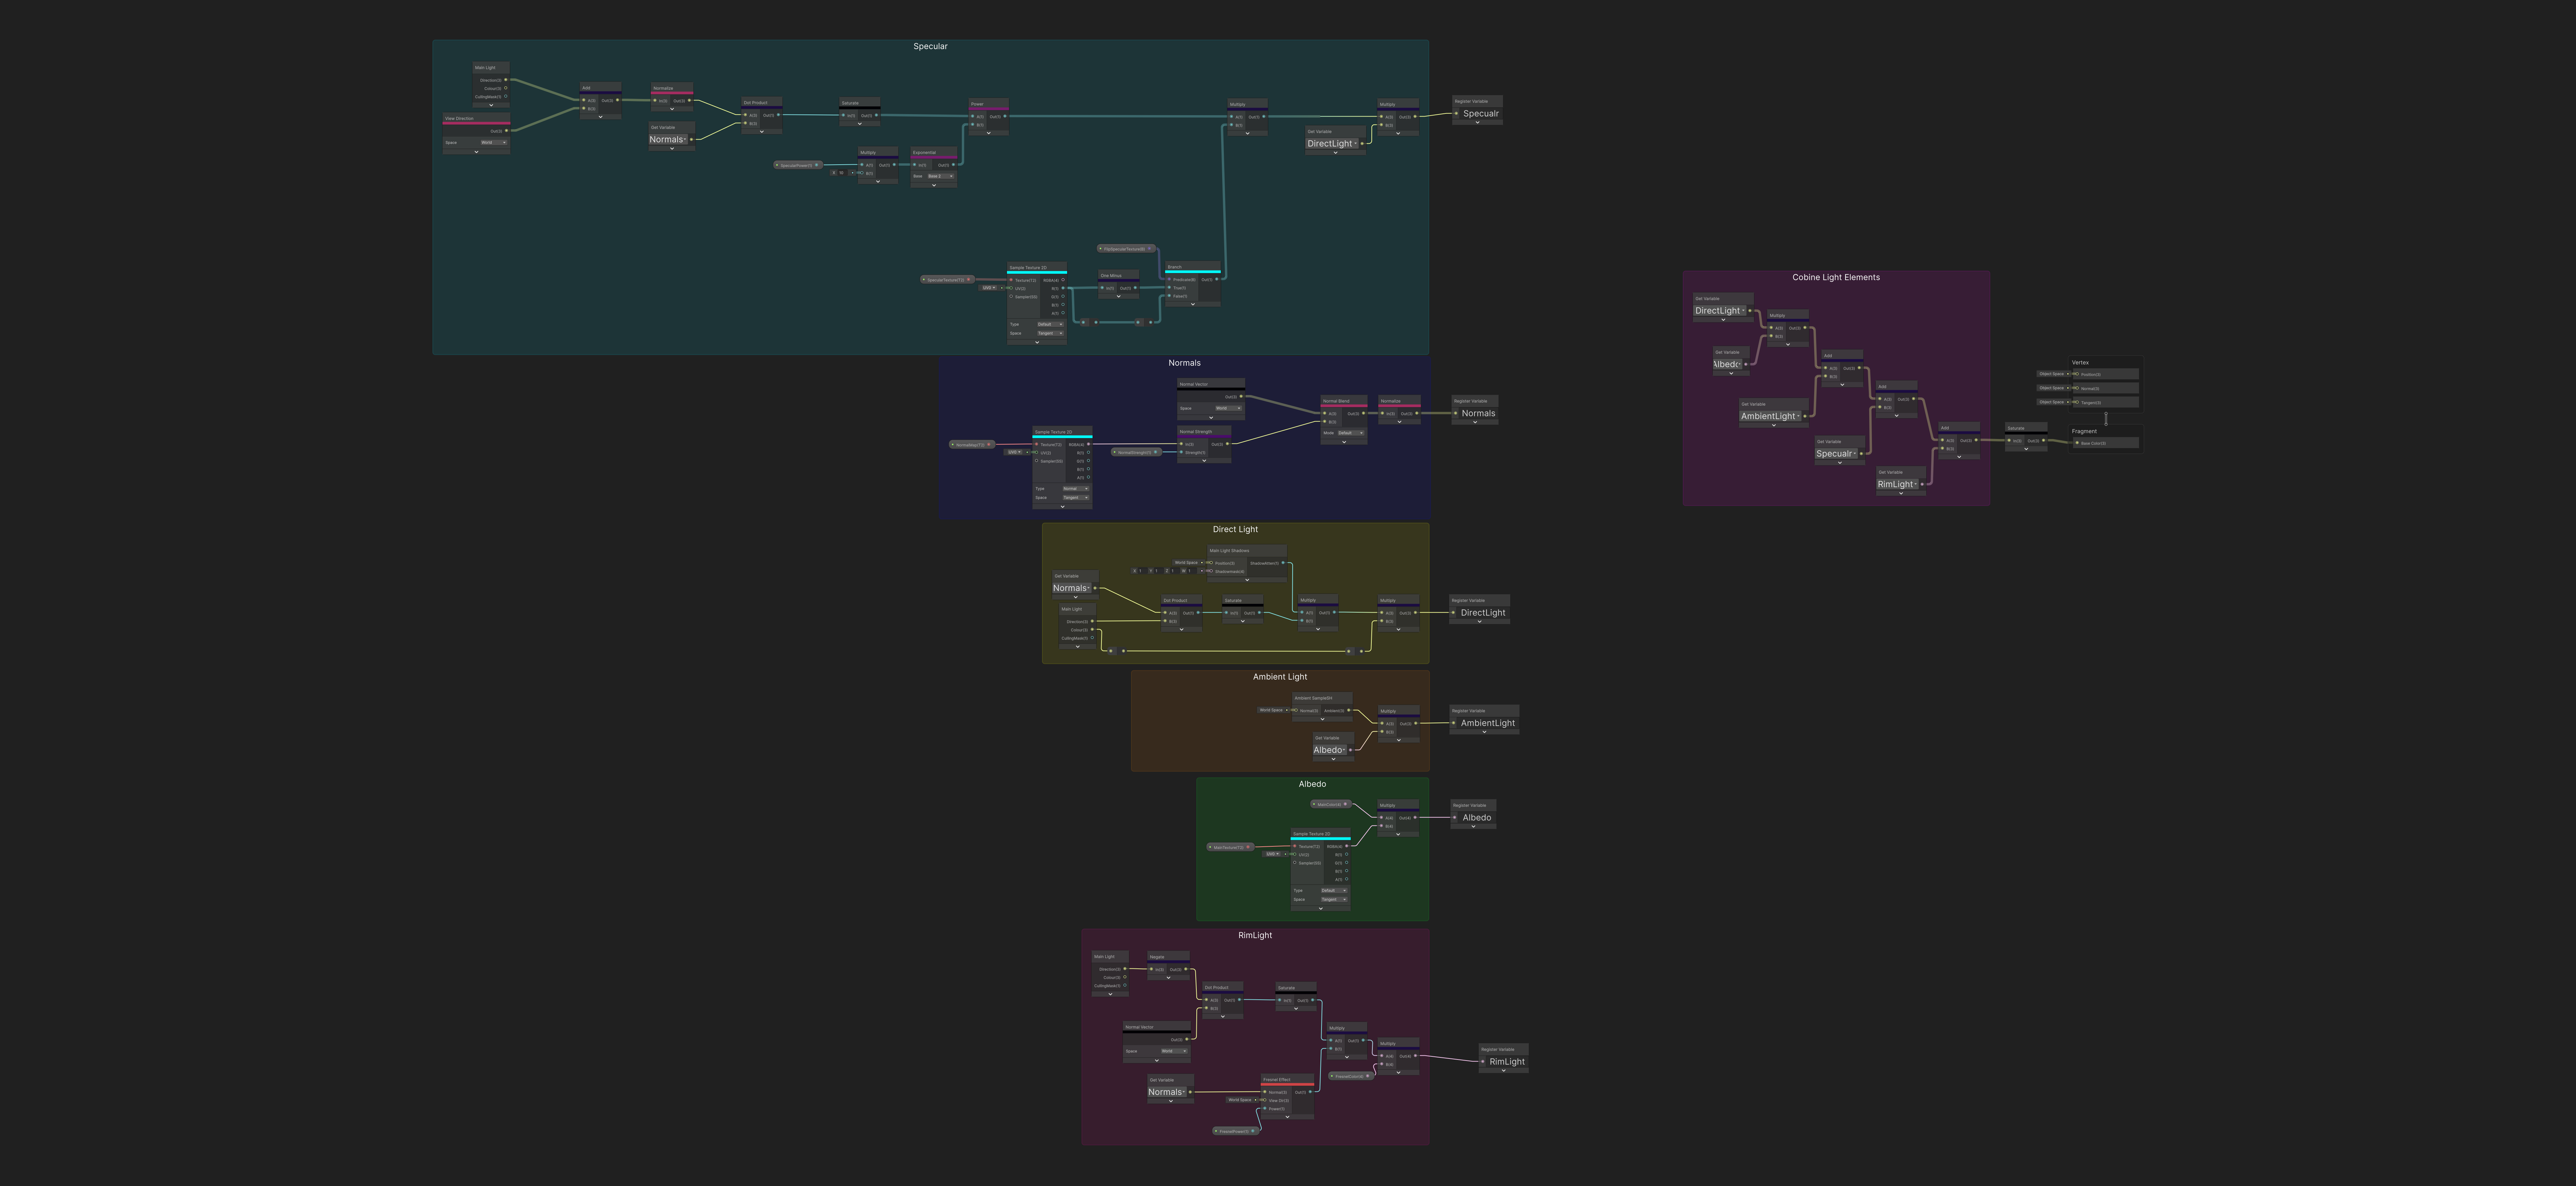 Specular
Main Light
Direction(3)
Colour(3)
CullingMask(1)
View Direction
Out(3)
Space World
Add
A(3) Out(3)
B(3)
Normalize
In(3) Out(3)
Get Variable
Normals
Dot Product
A(3) Out(1)
B(3)
Saturate
In(1) Out(1)
Power
A(1) Out(1)
B(1)
SpecularPower(1)
Multiply
A(1) Out(1)
B(1)
X 10
Exponential
In(1) Out(1)
Base Base 2
Multiply
A(1) Out(1)
B(1)
Get Variable
DirectLight
Multiply
A(3) Out(3)
B(3)
Register Variable
Specualr
FlipSpecularTexture(B)
SpecularTexture(T2)
Sample Texture 2D
Texture(T2) RGBA(4)
UV0
UV(2) R(1)
Sampler(SS) G(1)
B(1)
A(1)
Type Default
Space Tangent
One Minus
In(1) Out(1)
Branch
Predicate(B) Out(1)
True(1)
False(1)
Normals
Normal Vector
Out(3)
Space World
NormalMap(T2)
Sample Texture 2D
Texture(T2) RGBA(4)
UV0
UV(2) R(1)
Sampler(SS) G(1)
B(1)
A(1)
Type Normal
Space Tangent
NormalStrength(1)
Normal Strength
In(3) Out(3)
Strength(1)
Normal Blend
A(3) Out(3)
B(3)
Mode Default
Normalize
In(3) Out(3)
Register Variable
Normals
Direct Light
Main Light Shadows
World Space
Position(3) ShadowAtten(1)
X 1 Y 1 Z 1 W 1
Shadowmask(4)
Get Variable
Normals
Main Light
Direction(3)
Colour(3)
CullingMask(1)
Dot Product
A(3) Out(1)
B(3)
Saturate
In(1) Out(1)
Multiply
A(1) Out(1)
B(1)
Multiply
A(3) Out(3)
B(3)
Register Variable
DirectLight
Ambient Light
Ambient SampleSH
World Space
Normal(3) Ambient(3)
Get Variable
Albedo
Multiply
A(3) Out(3)
B(3)
Register Variable
AmbientLight
Albedo
MainColor(4)
MainTexture(T2)
Sample Texture 2D
Texture(T2) RGBA(4)
UV0
UV(2) R(1)
Sampler(SS) G(1)
B(1)
A(1)
Type Default
Space Tangent
Multiply
A(4) Out(4)
B(4)
Register Variable
Albedo
RimLight
Main Light
Direction(3)
Colour(3)
CullingMask(1)
Negate
In(3) Out(3)
Dot Product
A(3) Out(1)
B(3)
Saturate
In(1) Out(1)
Normal Vector
Out(3)
Space World
Get Variable
Normals
Fresnel Effect
Normal(3) Out(1)
World Space
View Dir(3)
Power(1)
FresnelPower(1)
Multiply
A(1) Out(1)
B(1)
FresnelColor(4)
Multiply
A(4) Out(4)
B(4)
Register Variable
RimLight
Cobine Light Elements
Get Variable
DirectLight
Get Variable
Albedo
Multiply
A(3) Out(3)
B(3)
Get Variable
AmbientLight
Add
A(3) Out(3)
B(3)
Get Variable
Specualr
Add
A(3) Out(3)
B(3)
Get Variable
RimLight
Add
A(3) Out(3)
B(3)
Saturate
In(3) Out(3)
Vertex
Object Space Position(3)
Object Space Normal(3)
Object Space Tangent(3)
Fragment
Base Color(3)